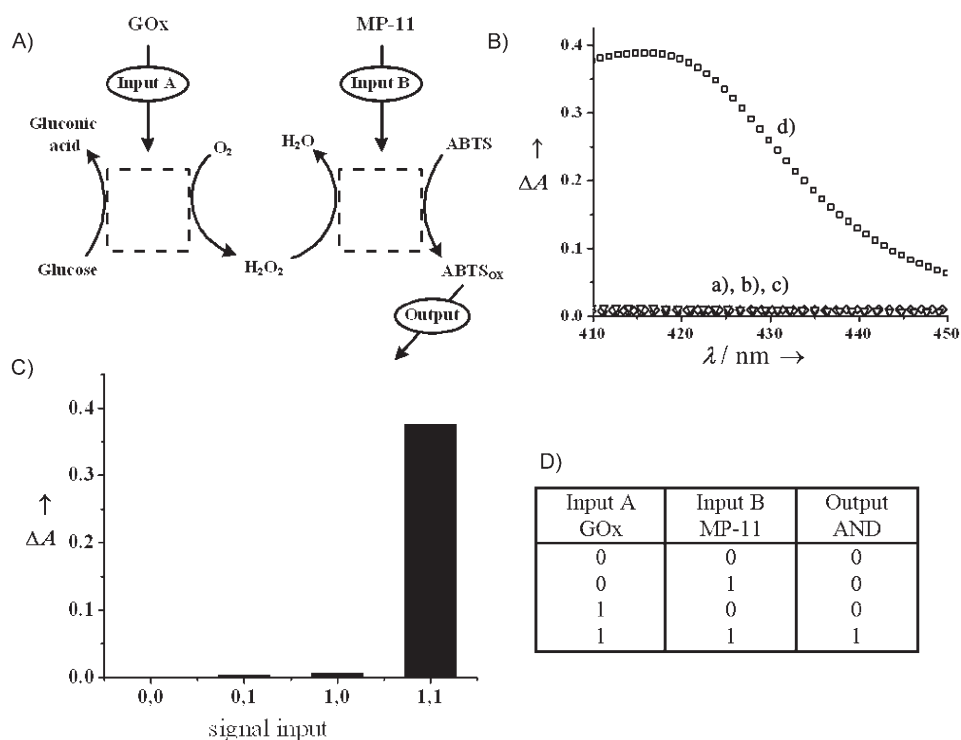 A)
GOx
MP-11
Input A
Input B
Gluconic
acid
O2
H2O
ABTS
Glucose
H2O2
ABTSOX
Output
B)
0.4
0.3
ΔA →
0.2
0.1
0.0
d)
a), b), c)
410 420 430 440 450
λ / nm →
C)
0.4
0.3
ΔA →
0.2
0.1
0.0
0,0 0,1 1,0 1,1
signal input
D)
Input A Input B Output
GOx MP-11 AND
0 0 0
0 1 0
1 0 0
1 1 1